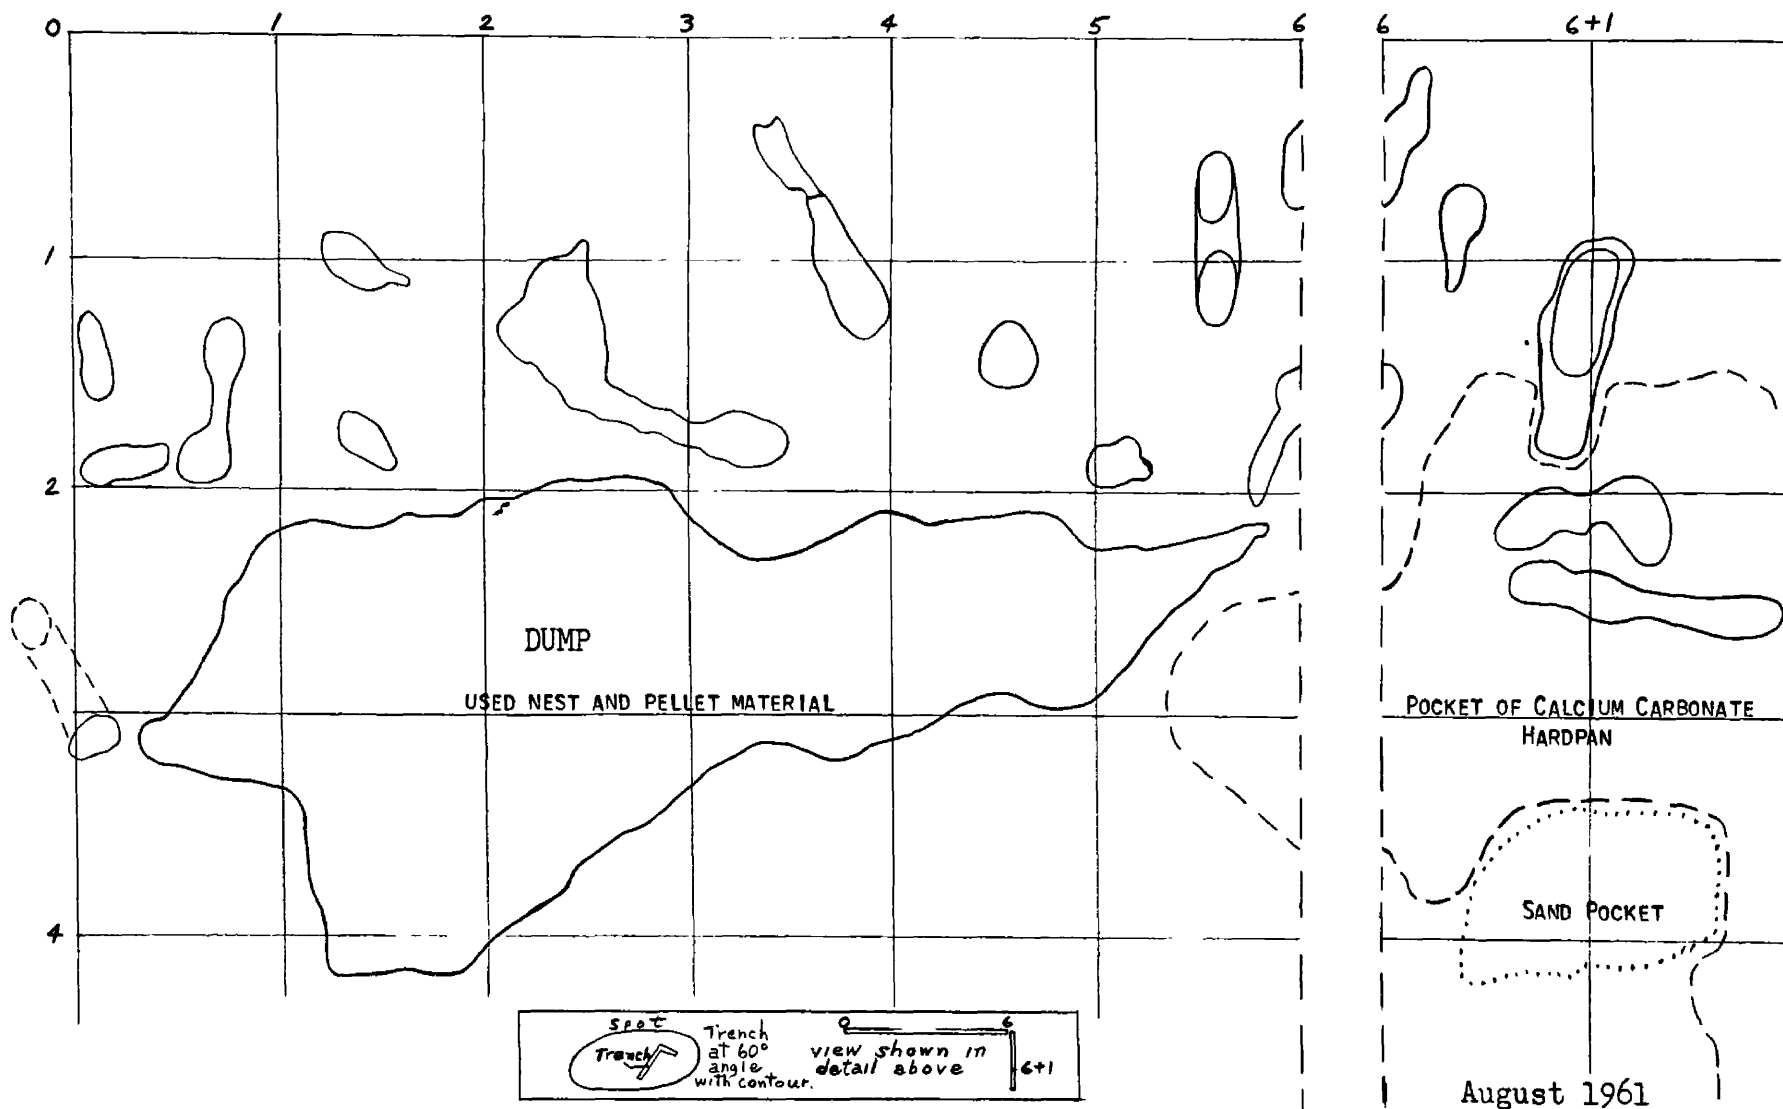 0 1 2 3 4 5 6 6 6+1
1
2
DUMP
USED NEST AND PELLET MATERIAL
POCKET OF CALCIUM CARBONATE
HARDPAN
4
SAND POCKET
spot
Trench
Trench
at 60°
angle
with contour.
0 6
view shown in
detail above
6+1
August 1961